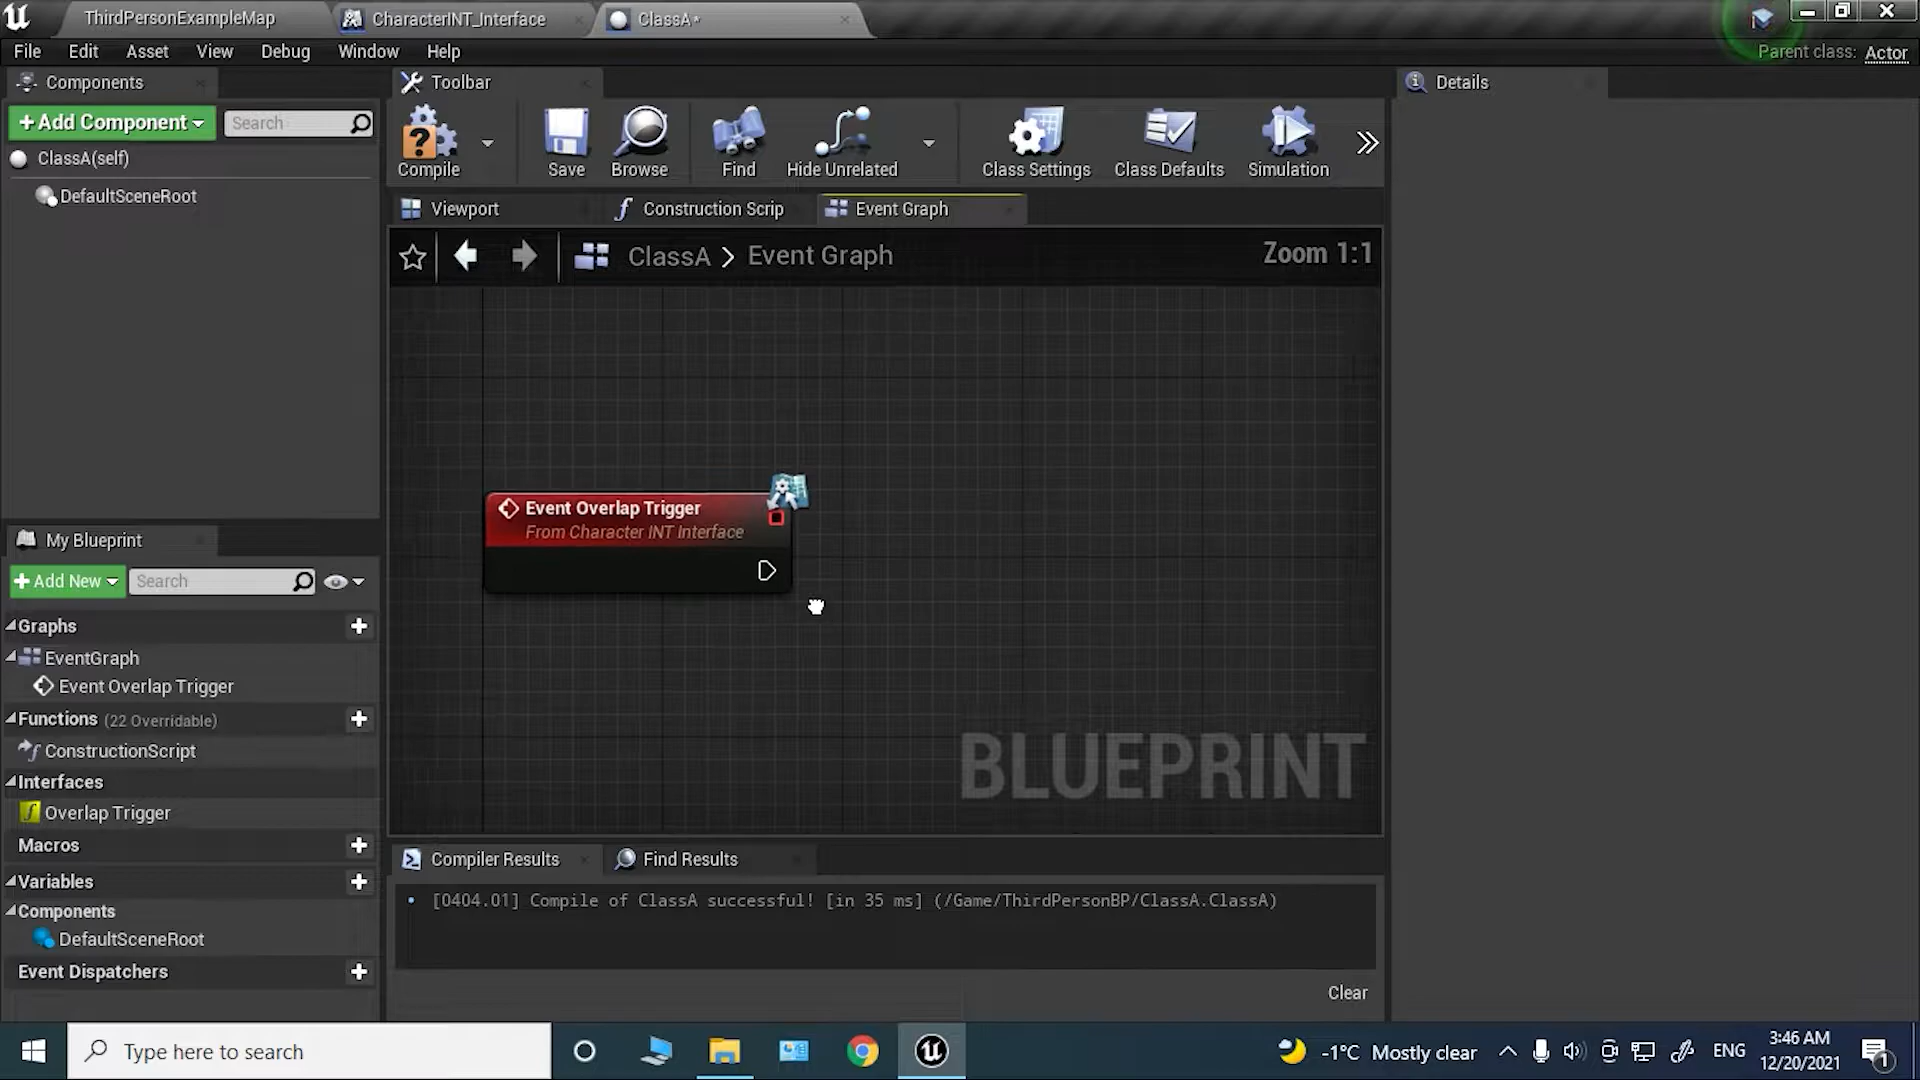 ThirdPersonExampleMap
CharacterINT_Interface
ClassA*
File Edit Asset View Debug Window Help
Parent class: Actor
Components
+Add Component
Search
ClassA(self)
DefaultSceneRoot
Toolbar
Compile
Save
Browse
Find
Hide Unrelated
Class Settings
Class Defaults
Simulation
Details
Viewport
Construction Scrip
Event Graph
ClassA > Event Graph
Zoom 1:1
Event Overlap Trigger
From Character INT Interface
BLUEPRINT
My Blueprint
+Add New
Search
Graphs
EventGraph
Event Overlap Trigger
Functions (22 Overridable)
ConstructionScript
Interfaces
Overlap Trigger
Macros
Variables
Components
DefaultSceneRoot
Event Dispatchers
Compiler Results
Find Results
[0404.01] Compile of ClassA successful! [in 35 ms] (/Game/ThirdPersonBP/ClassA.ClassA)
Clear
Type here to search
-1°C Mostly clear
ENG
3:46 AM
12/20/2021
1